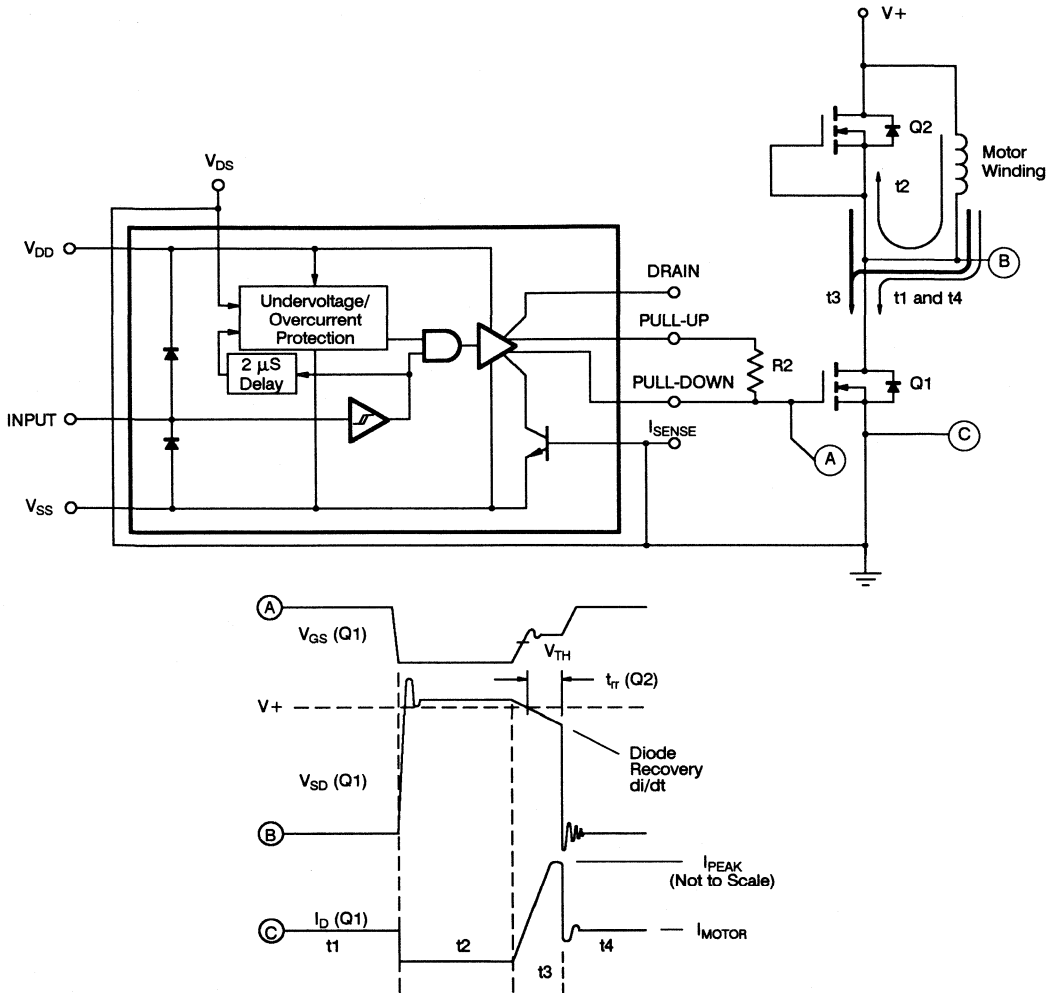 V+
Q2
Motor
Winding
t2
VDS
VDD
DRAIN
B
t3
t1 and t4
Undervoltage/
Overcurrent
Protection
PULL-UP
2 μS
Delay
R2
PULL-DOWN
Q1
INPUT
ISENSE
A
C
VSS
A
VGS (Q1)
VTH
trr (Q2)
V+
Diode
Recovery
di/dt
VSD (Q1)
B
IPEAK
(Not to Scale)
C
ID (Q1)
IMOTOR
t1
t2
t3
t4